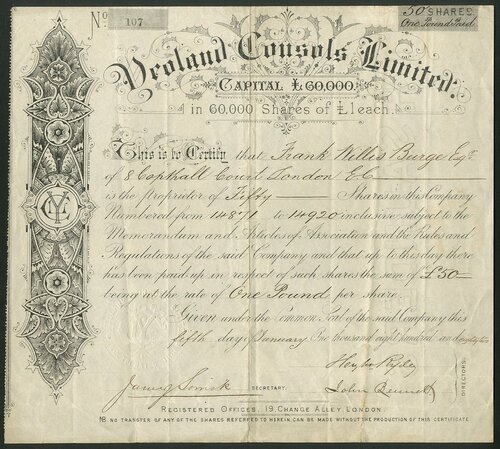 No. 107
50 SHARES
One Pound Paid
Yeoland Consols Limited.
CAPITAL £60,000.
in 60,000 Shares of £1 each.
This is to Certify that Frank Willis Burge Esqr.
of 8 Copthall Court London E.C.
is the proprietor of Fifty Shares in this Company
Numbered from 14871 to 14920 inclusive, subject to the
Memorandum and Articles of Association and the Rules and
Regulations of the said Company and that up to this day there
has been paid up in respect of such shares the sum of £50
being at the rate of One Pound per share.
Given under the Common Seal of the said Company this
fifth day of January One thousand eight hundred and
SECRETARY.
John
DIRECTORS.
REGISTERED OFFICES, 19, CHANGE ALLEY LONDON.
NB. NO TRANSFER OF ANY OF THE SHARES REFERRED TO HEREIN, CAN BE MADE WITHOUT THE PRODUCTION OF THIS CERTIFICATE.